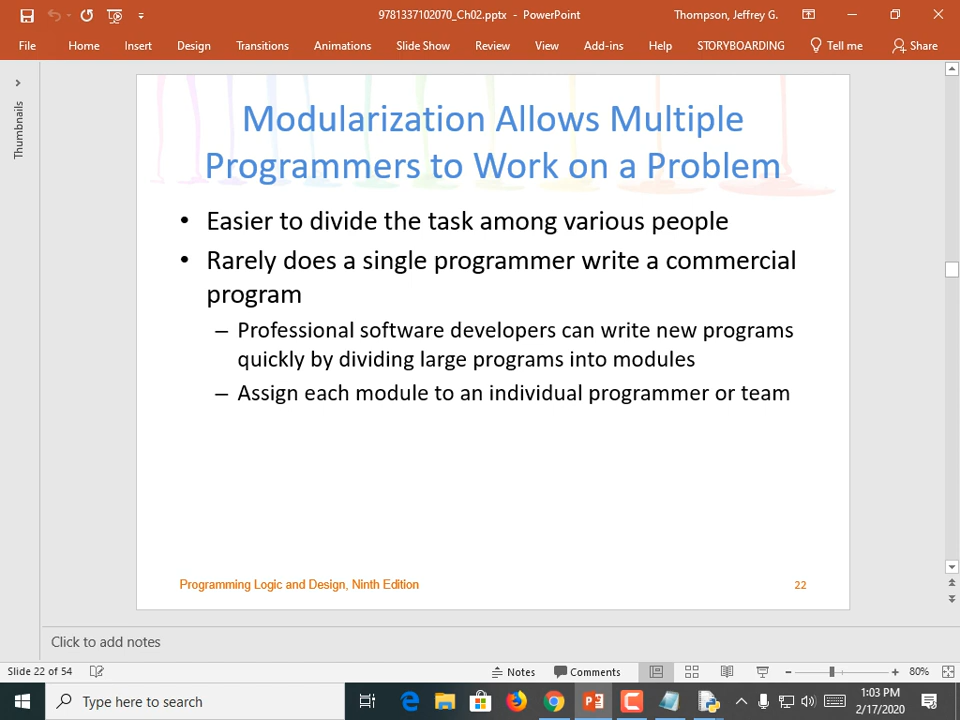 9781337102070_Ch02.pptx - PowerPoint
Thompson, Jeffrey G.
File Home Insert Design Transitions Animations Slide Show Review View Add-ins Help STORYBOARDING Tell me Share
Thumbnails
Modularization Allows Multiple
Programmers to Work on a Problem
• Easier to divide the task among various people
• Rarely does a single programmer write a commercial
program
– Professional software developers can write new programs
quickly by dividing large programs into modules
– Assign each module to an individual programmer or team
Programming Logic and Design, Ninth Edition 22
Click to add notes
Slide 22 of 54 Notes Comments 80%
Type here to search
1:03 PM
2/17/2020